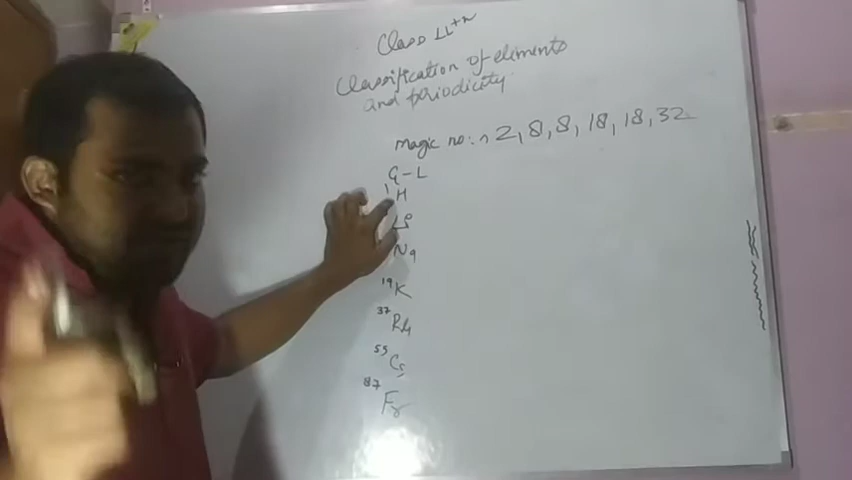 Class 11th
Classification of elements
and periodicity
Magic no:- 2, 8, 8, 18, 18, 32
G-L
1H
Li
Na
19K
37Rb
55Cs
87Fr